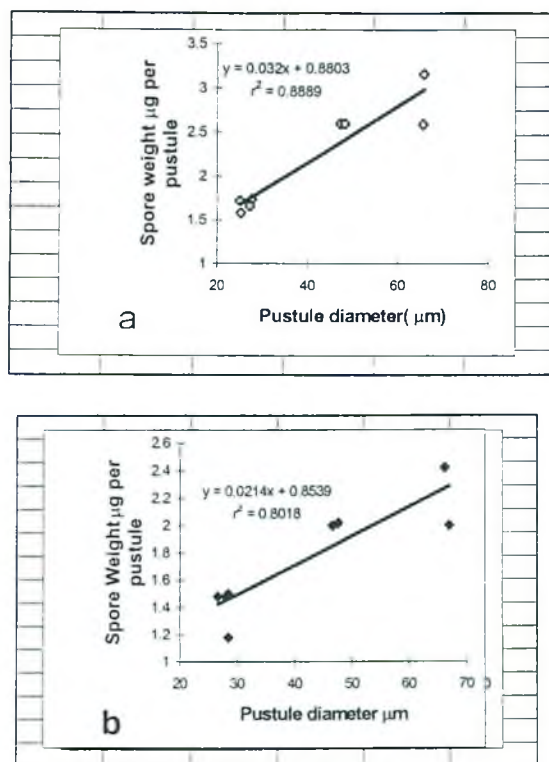 3.5
3
2.5
2
1.5
1
Spore weight µg per
pustule
y = 0.032x + 0.8803
r² = 0.8889
20 40 60 80
Pustule diameter( µm)
a
2.6
2.4
2.2
2
1.8
1.6
1.4
1.2
1
Spore Weight µg per
pustule
y = 0.0214x + 0.8539
r² = 0.8018
20 30 40 50 60 70
Pustule diameter µm
b